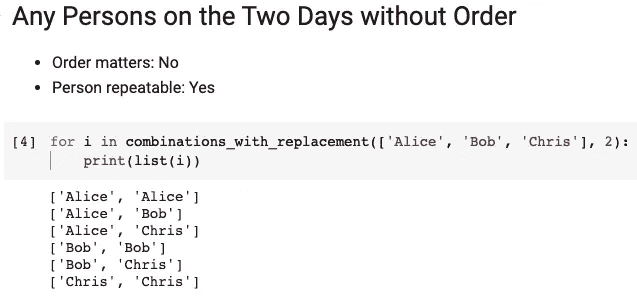 Any Persons on the Two Days without Order
• Order matters: No
• Person repeatable: Yes
[4] for i in combinations_with_replacement(['Alice', 'Bob', 'Chris'], 2):
print(list(i))
['Alice', 'Alice']
['Alice', 'Bob']
['Alice', 'Chris']
['Bob', 'Bob']
['Bob', 'Chris']
['Chris', 'Chris']